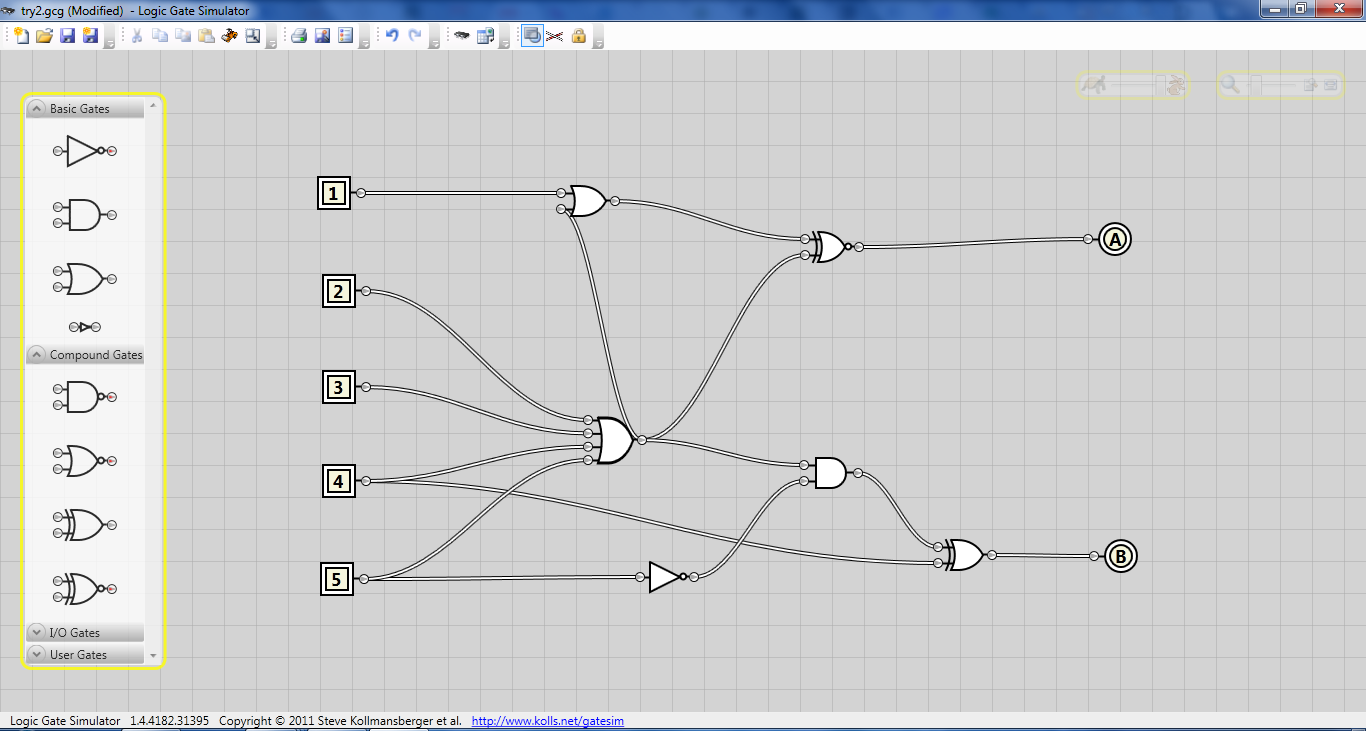 try2.gcg (Modified) - Logic Gate Simulator
Basic Gates
Compound Gates
I/O Gates
User Gates
1
2
3
4
5
A
B
Logic Gate Simulator 1.4.4182.31395 Copyright © 2011 Steve Kollmansberger et al. http://www.kolls.net/gatesim